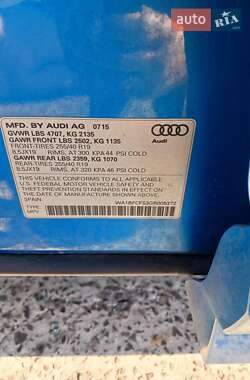 auto RIA .com
MFD. BY AUDI AG 07/15
GVWR LBS 4707, KG 2135
GAWR FRONT LBS 2502, KG 1135
FRONT-TIRES 255/40 R19
8.5JX19 RIMS, AT 300 KPA 44 PSI COLD
GAWR REAR LBS 2359, KG 1070
REAR-TIRES 255/40 R19
8.5JX19 RIMS, AT 320 KPA 46 PSI COLD
THIS VEHICLE CONFORMS TO ALL APPLICABLE
U.S. FEDERAL MOTOR VEHICLE SAFETY AND THEFT
PREVENTION STANDARDS IN EFFECT ON THE
DATE OF MANUFACTURE SHOWN ABOVE.
SPAIN
MPV
Audi